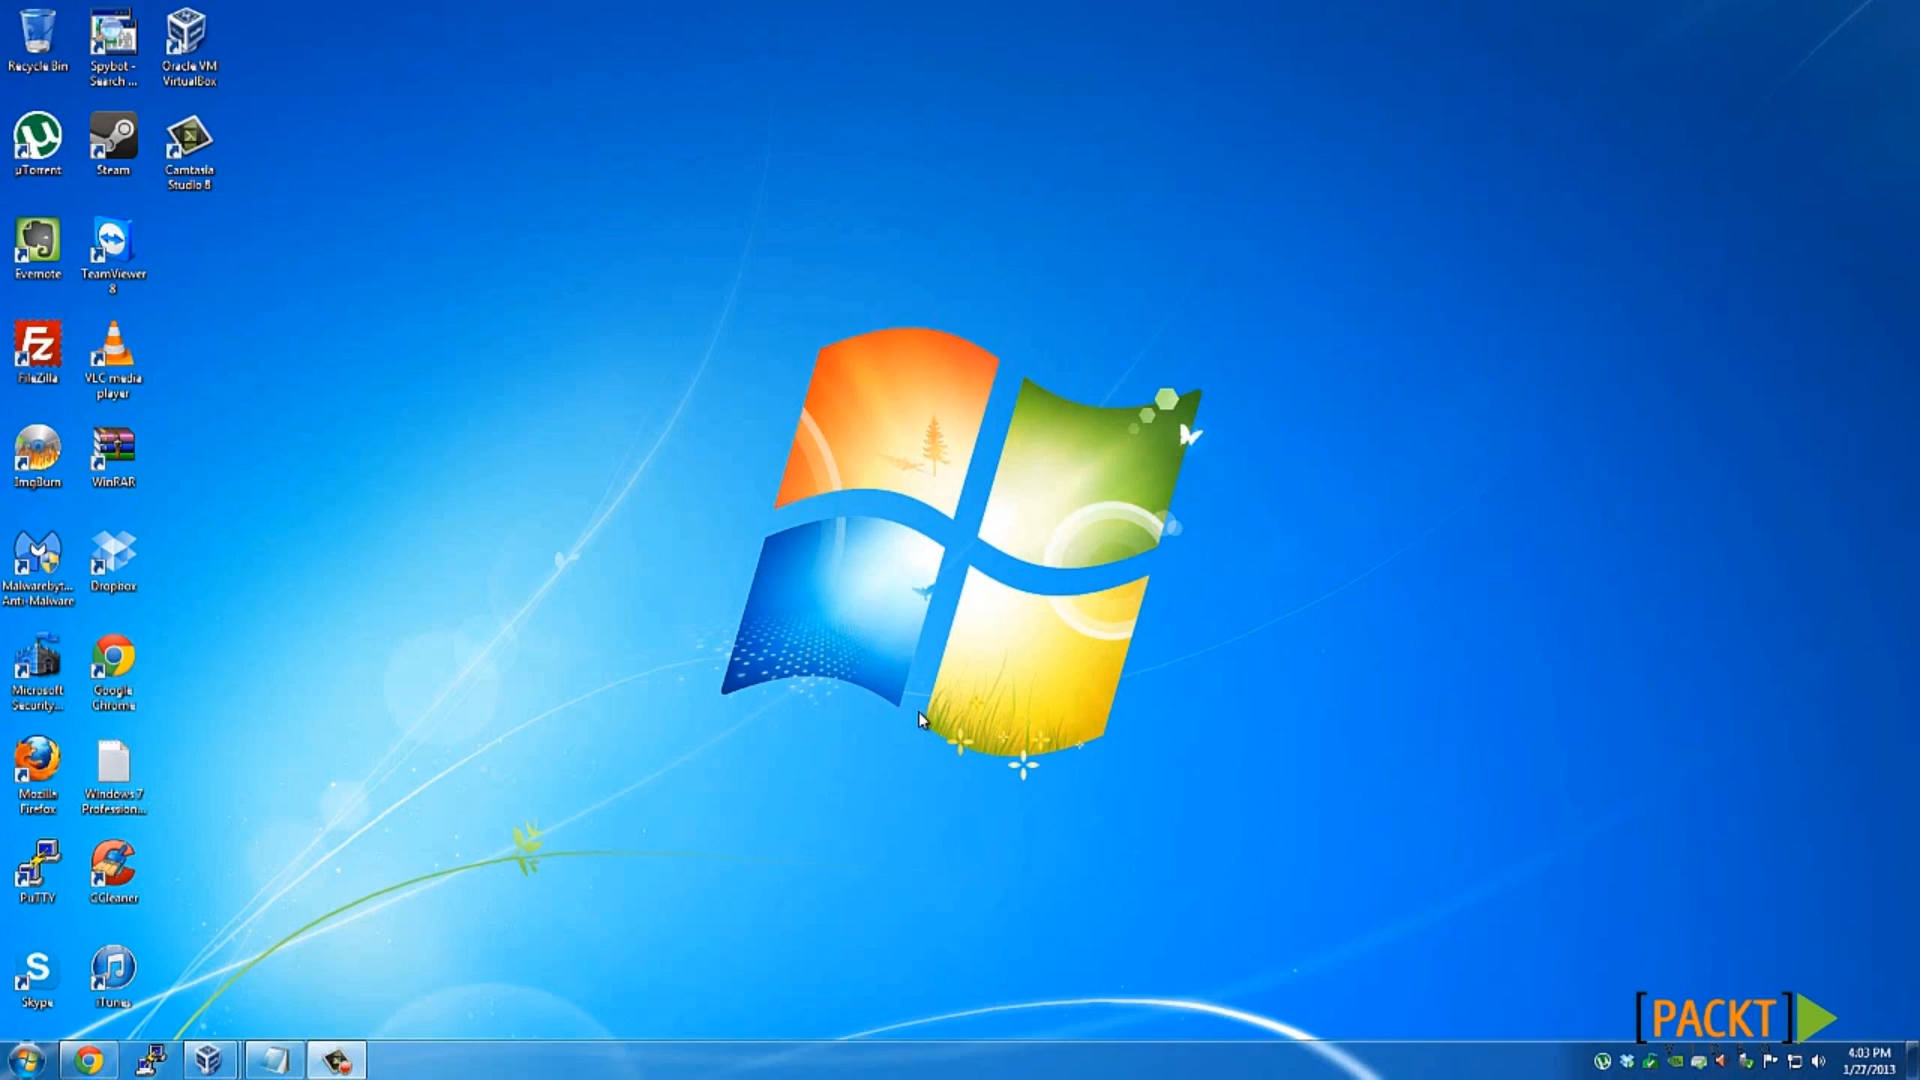 Recycle Bin
Spybot -
Search ...
Oracle VM
VirtualBox
µTorrent
Steam
Camtasia
Studio 8
Evernote
TeamViewer
8
FileZilla
VLC media
player
ImgBurn
WinRAR
Malwarebyt...
Anti-Malware
Dropbox
Microsoft
Security...
Google
Chrome
Mozilla
Firefox
Windows 7
Profession...
PuTTY
CCleaner
Skype
iTunes
[PACKT]
4:03 PM
1/27/2013